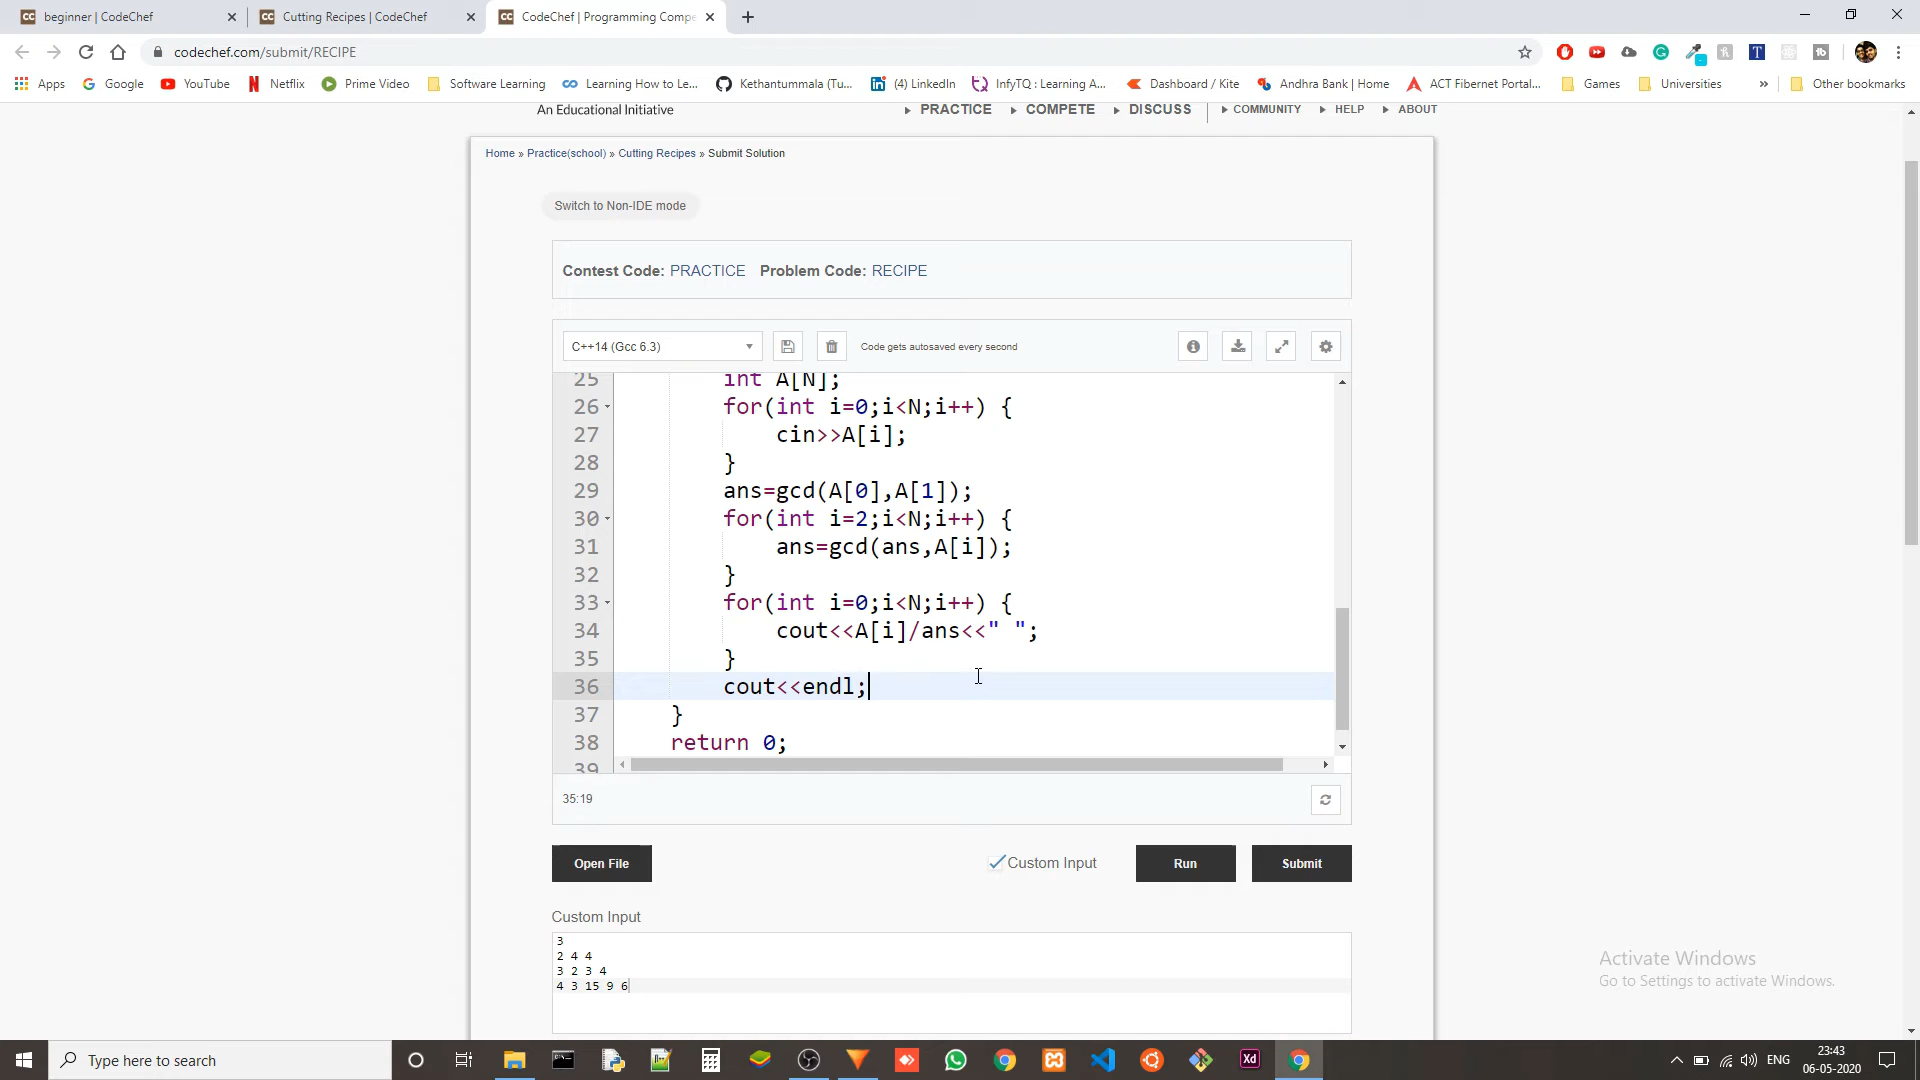 beginner | CodeChef
Cutting Recipes | CodeChef
CodeChef | Programming Compe
codechef.com/submit/RECIPE
Apps
Google
YouTube
Netflix
Prime Video
Software Learning
Learning How to Le...
Kethantummala (Tu...
(4) LinkedIn
InfyTQ : Learning A...
Dashboard / Kite
Andhra Bank | Home
ACT Fibernet Portal...
Games
Universities
»
Other bookmarks
An Educational Initiative
PRACTICE
COMPETE
DISCUSS
COMMUNITY
HELP
ABOUT
Home » Practice(school) » Cutting Recipes » Submit Solution
Switch to Non-IDE mode
Contest Code: PRACTICE Problem Code: RECIPE
C++14 (Gcc 6.3)
Code gets autosaved every second
25 int A[N];
26 for(int i=0;i<N;i++) {
27 cin>>A[i];
28 }
29 ans=gcd(A[0],A[1]);
30 for(int i=2;i<N;i++) {
31 ans=gcd(ans,A[i]);
32 }
33 for(int i=0;i<N;i++) {
34 cout<<A[i]/ans<<" ";
35 }
36 cout<<endl;
37 }
38 return 0;
39
35:19
Open File
Custom Input
Run
Submit
Custom Input
3
2 4 4
3 2 3 4
4 3 15 9 6
Activate Windows
Go to Settings to activate Windows.
Type here to search
Xd
ENG
23:43
06-05-2020